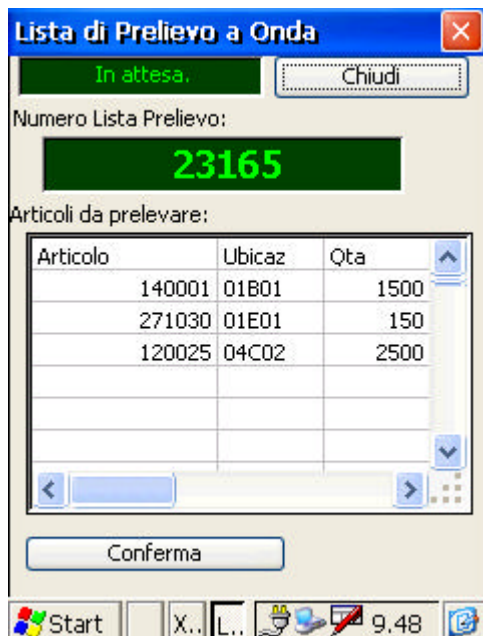 Lista di Prelievo a Onda
In attesa.
Chiudi
Numero Lista Prelievo:
23165
Articoli da prelevare:
Articolo Ubicaz Qta
140001 01B01 1500
271030 01E01 150
120025 04C02 2500
Conferma
Start X.. L.. 9.48